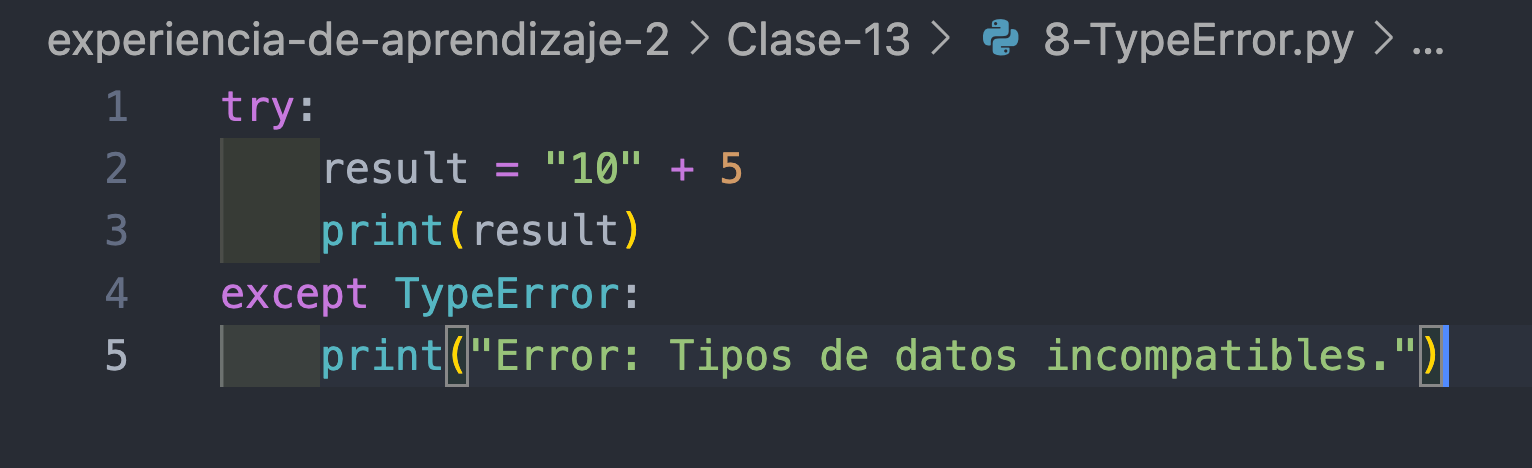 experiencia-de-aprendizaje-2 > Clase-13 > 8-TypeError.py > ...
1 try:
2     result = "10" + 5
3     print(result)
4 except TypeError:
5     print("Error: Tipos de datos incompatibles.")